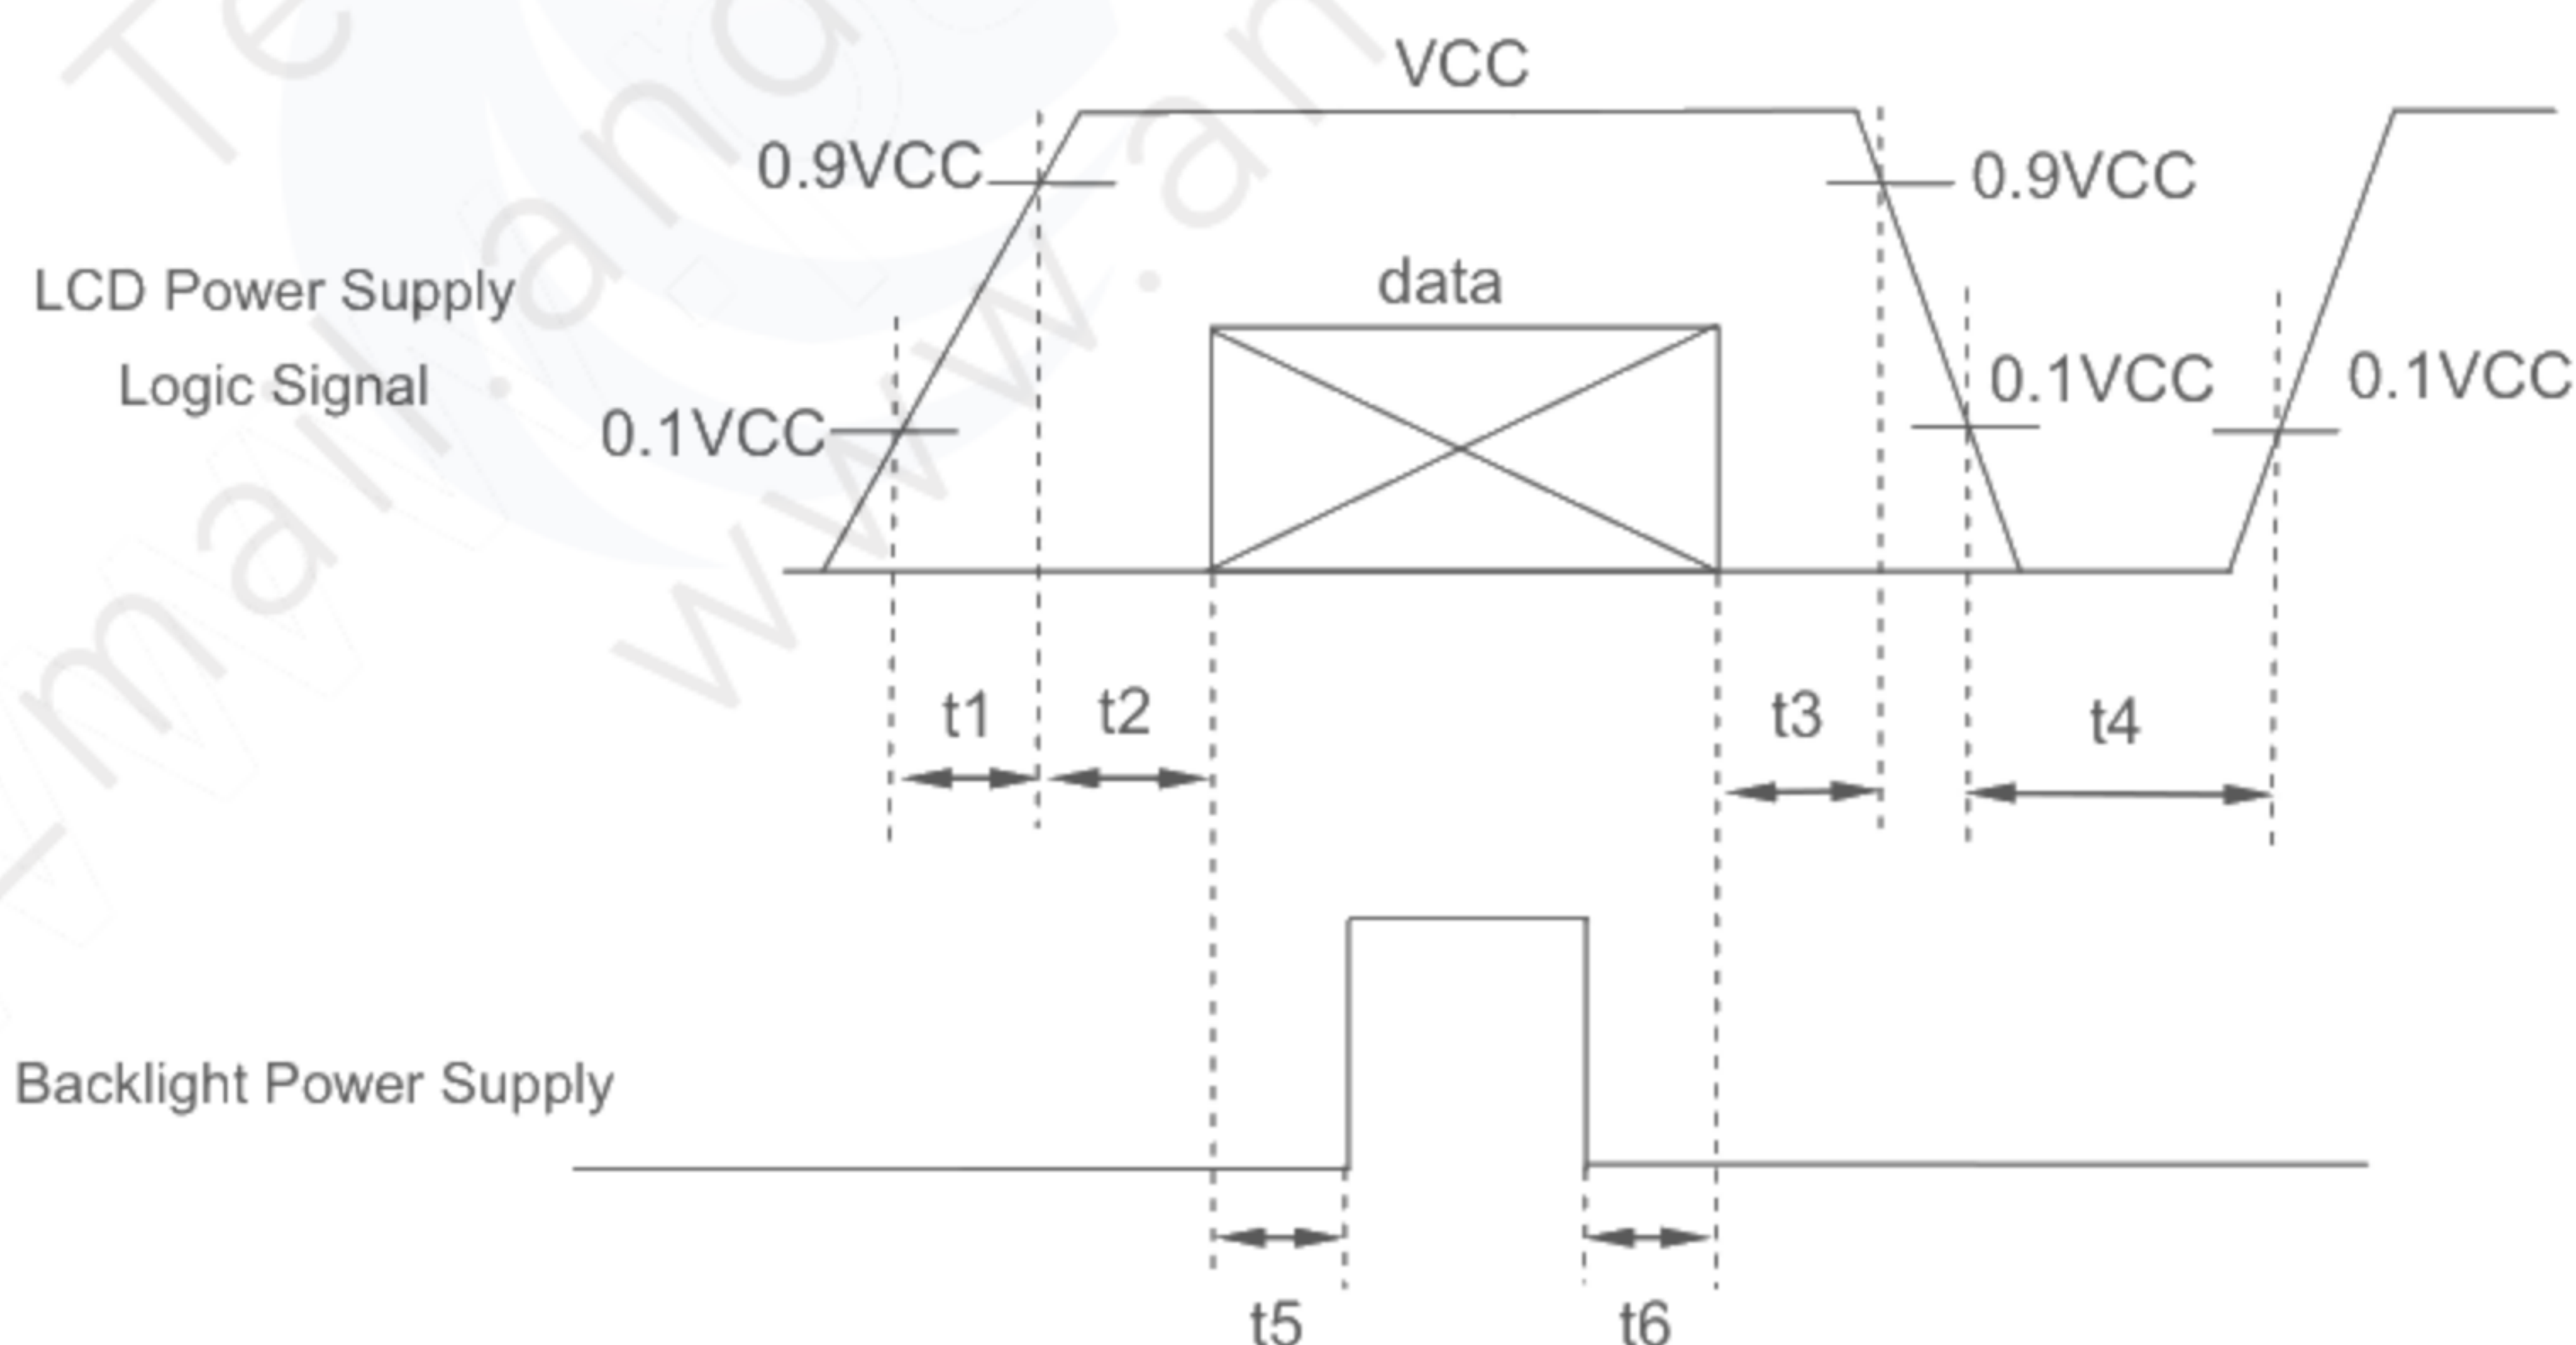 VCC
0.9VCC
0.9VCC
LCD Power Supply
data
Logic Signal
0.1VCC
0.1VCC
0.1VCC
t1
t2
t3
t4
Backlight Power Supply
t5
t6